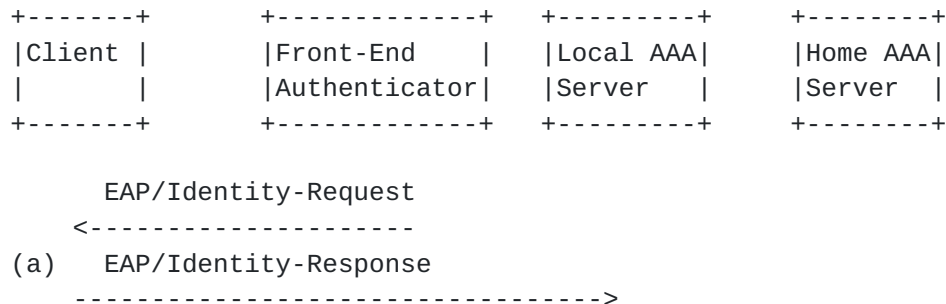 +-------+       +-------------+   +---------+     +--------+
|Client |       |Front-End    |   |Local AAA|     |Home AAA|
|       |       |Authenticator|   |Server   |     |Server  |
+-------+       +-------------+   +---------+     +--------+
EAP/Identity-Request
<---------------------
(a)   EAP/Identity-Response
---------------------------------->